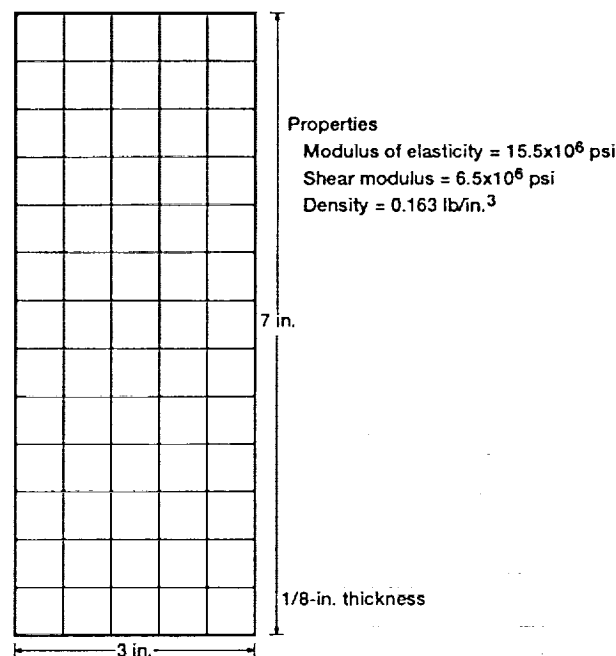 Properties
Modulus of elasticity = 15.5x10⁶ psi
Shear modulus = 6.5x10⁶ psi
Density = 0.163 lb/in.³
7 in.
1/8-in. thickness
3 in.